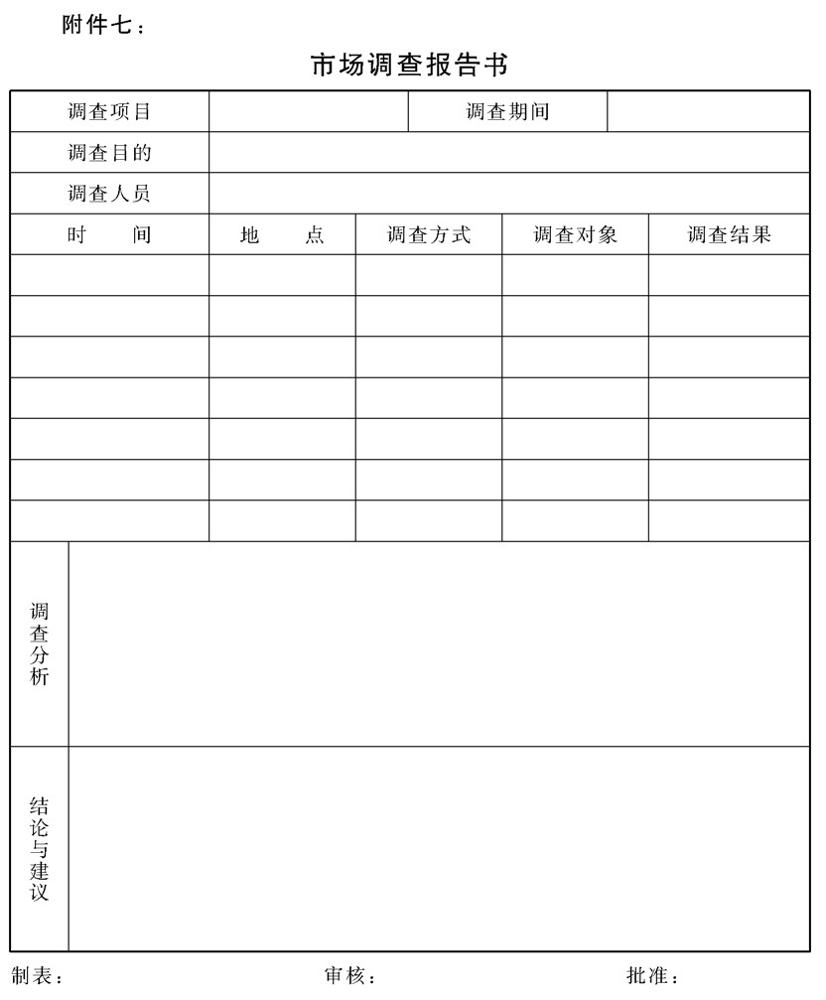 附件七：
市场调查报告书
调查项目 调查期间
调查目的
调查人员
时 间 地 点 调查方式 调查对象 调查结果
调查分析
结论与建议
制表： 审核： 批准：